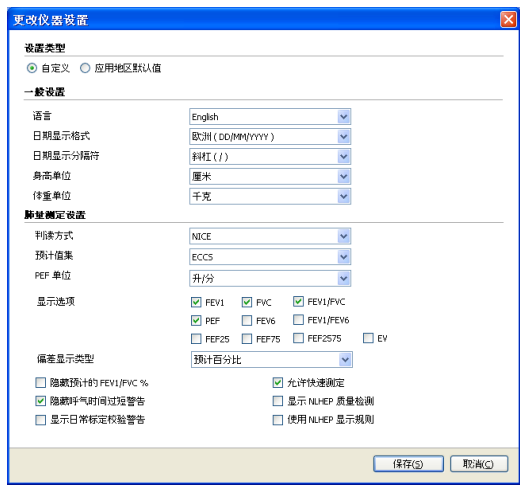 更改仪器设置
设置类型
自定义 应用地区默认值
一般设置
语言 English
日期显示格式 欧洲 ( DD/MM/YYYY )
日期显示分隔符 斜杠 ( / )
身高单位 厘米
体重单位 千克
肺量测定设置
判读方式 NICE
预计值集 ECCS
PEF 单位 升/分
显示选项 FEV1 FVC FEV1/FVC
PEF FEV6 FEV1/FEV6
FEF25 FEF75 FEF2575 EV
偏差显示类型 预计百分比
隐藏预计的 FEV1/FVC % 允许快速测定
隐藏呼气时间过短警告 显示 NLHEP 质量检测
显示日常标定校验警告 使用 NLHEP 显示规则
保存(S) 取消(C)